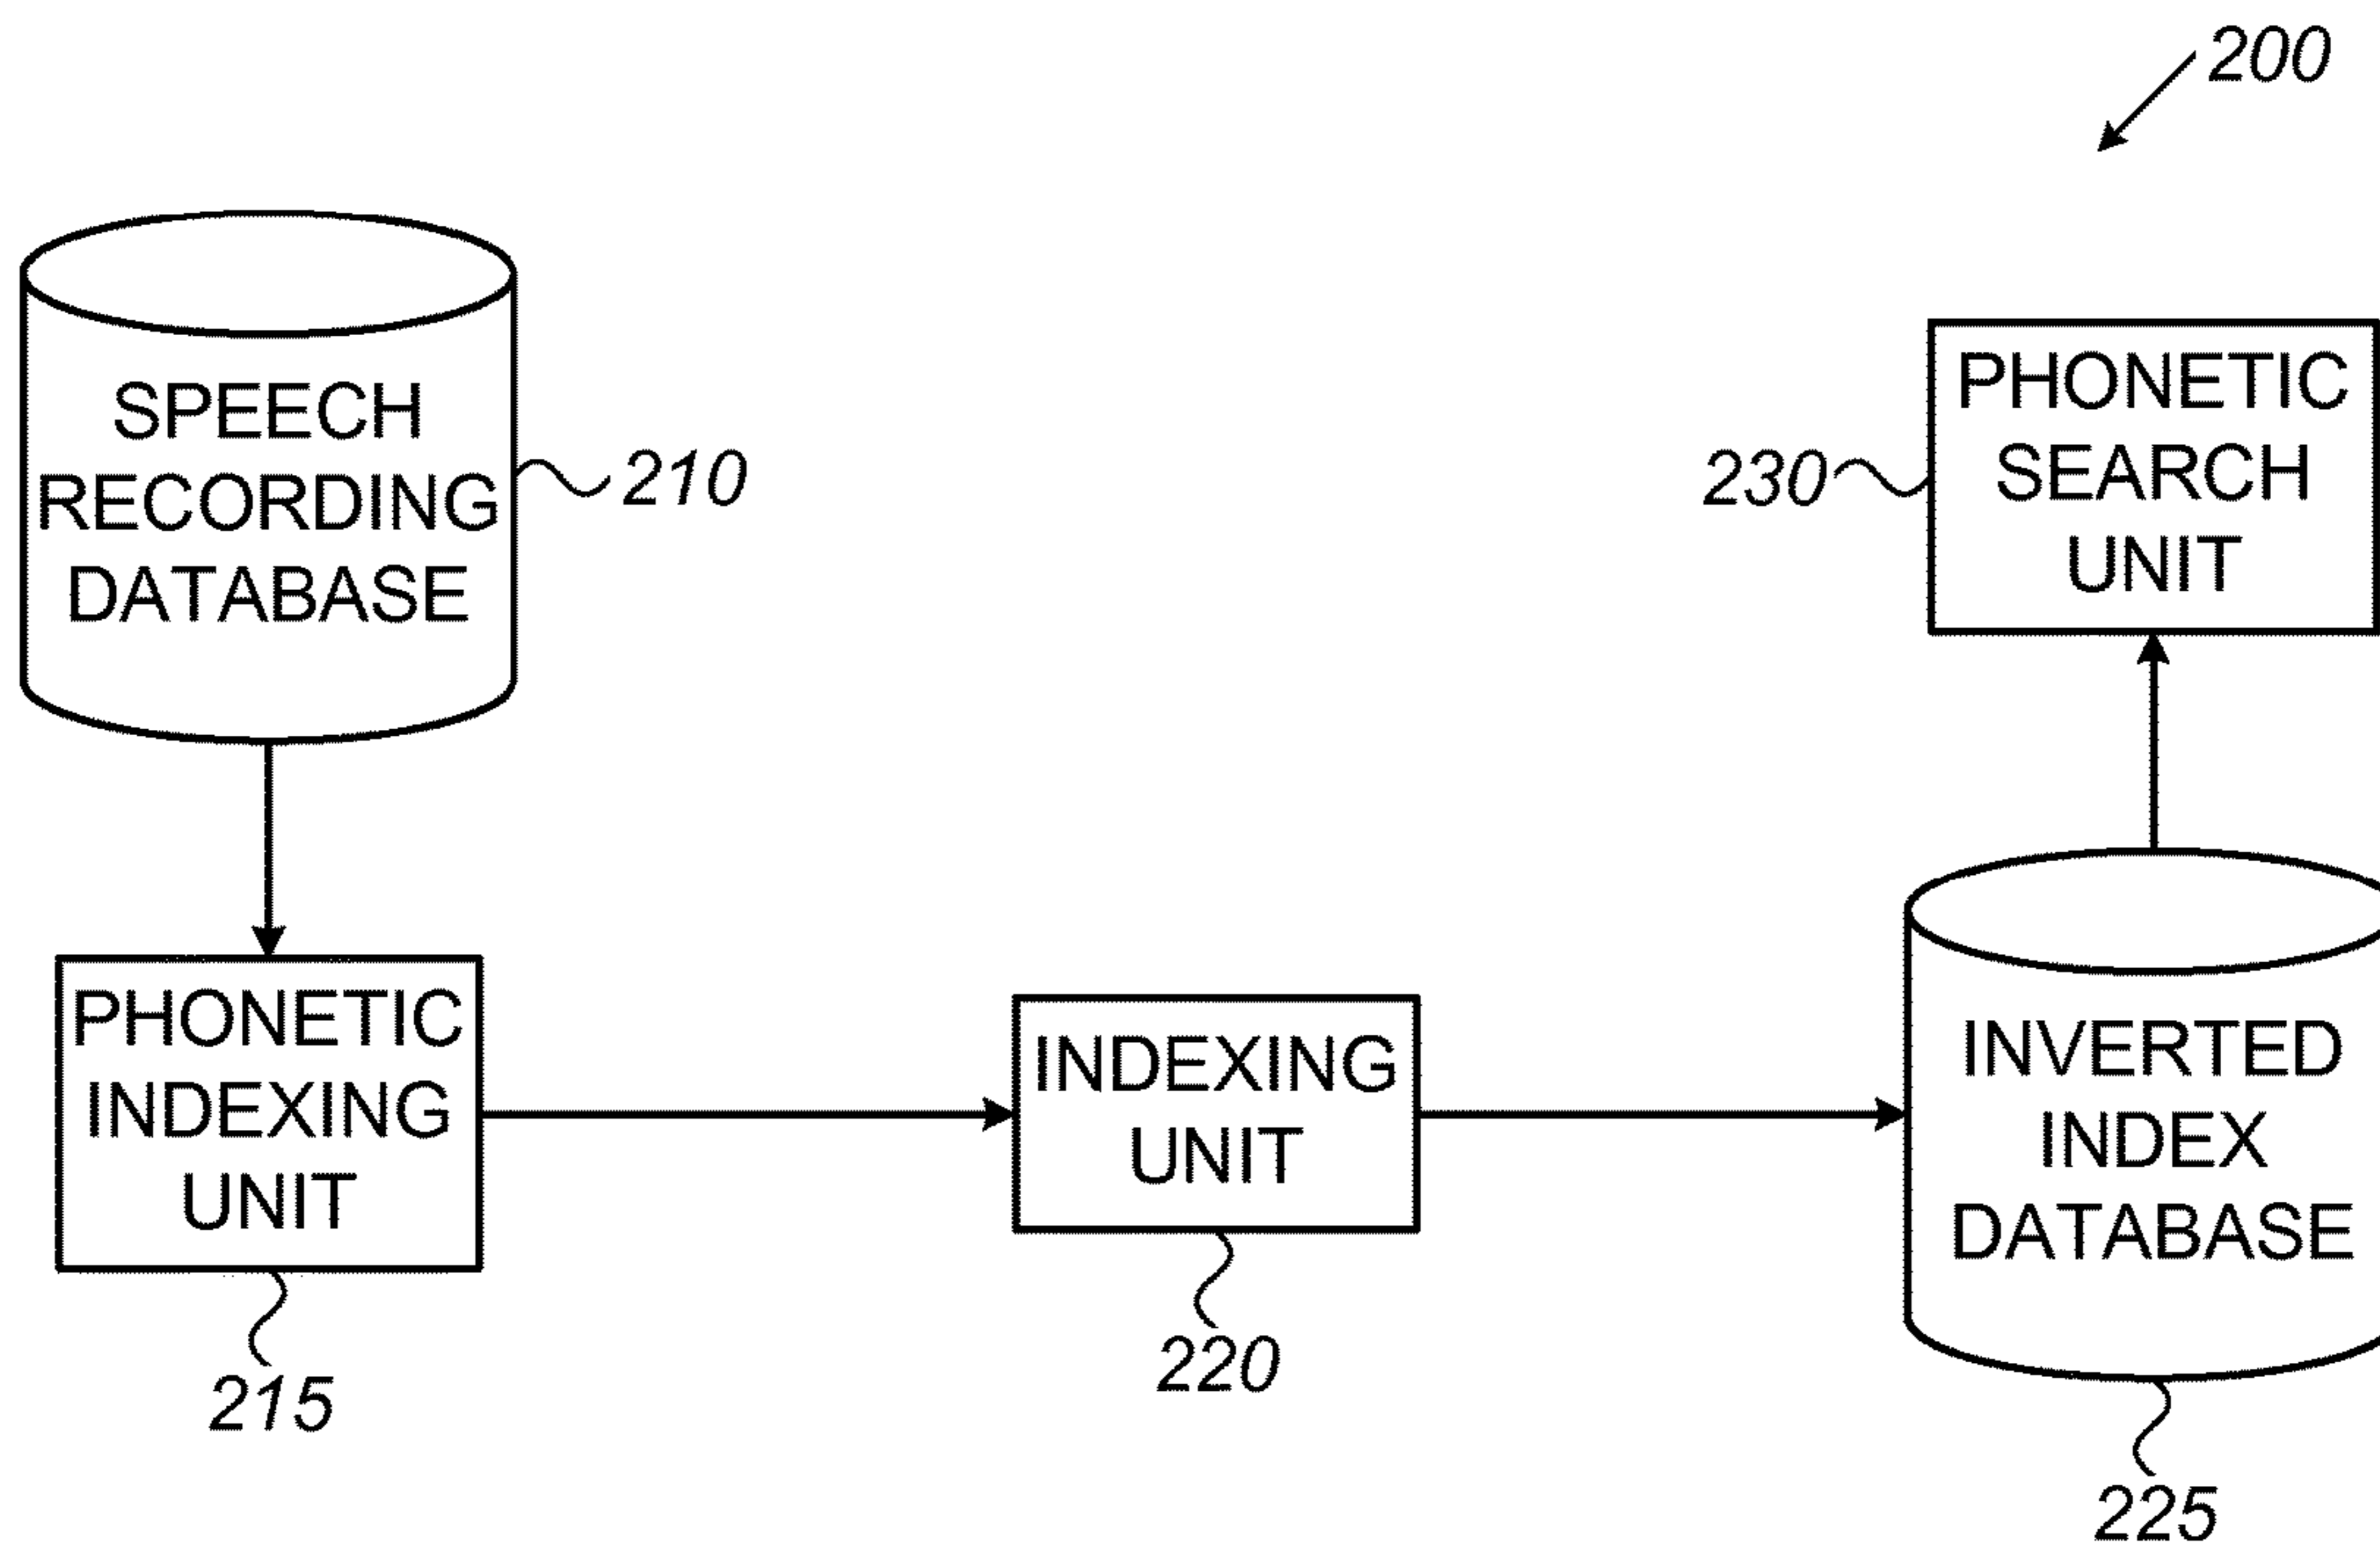 200
SPEECH
RECORDING
DATABASE
210
230
PHONETIC
SEARCH
UNIT
PHONETIC
INDEXING
UNIT
215
INDEXING
UNIT
220
INVERTED
INDEX
DATABASE
225